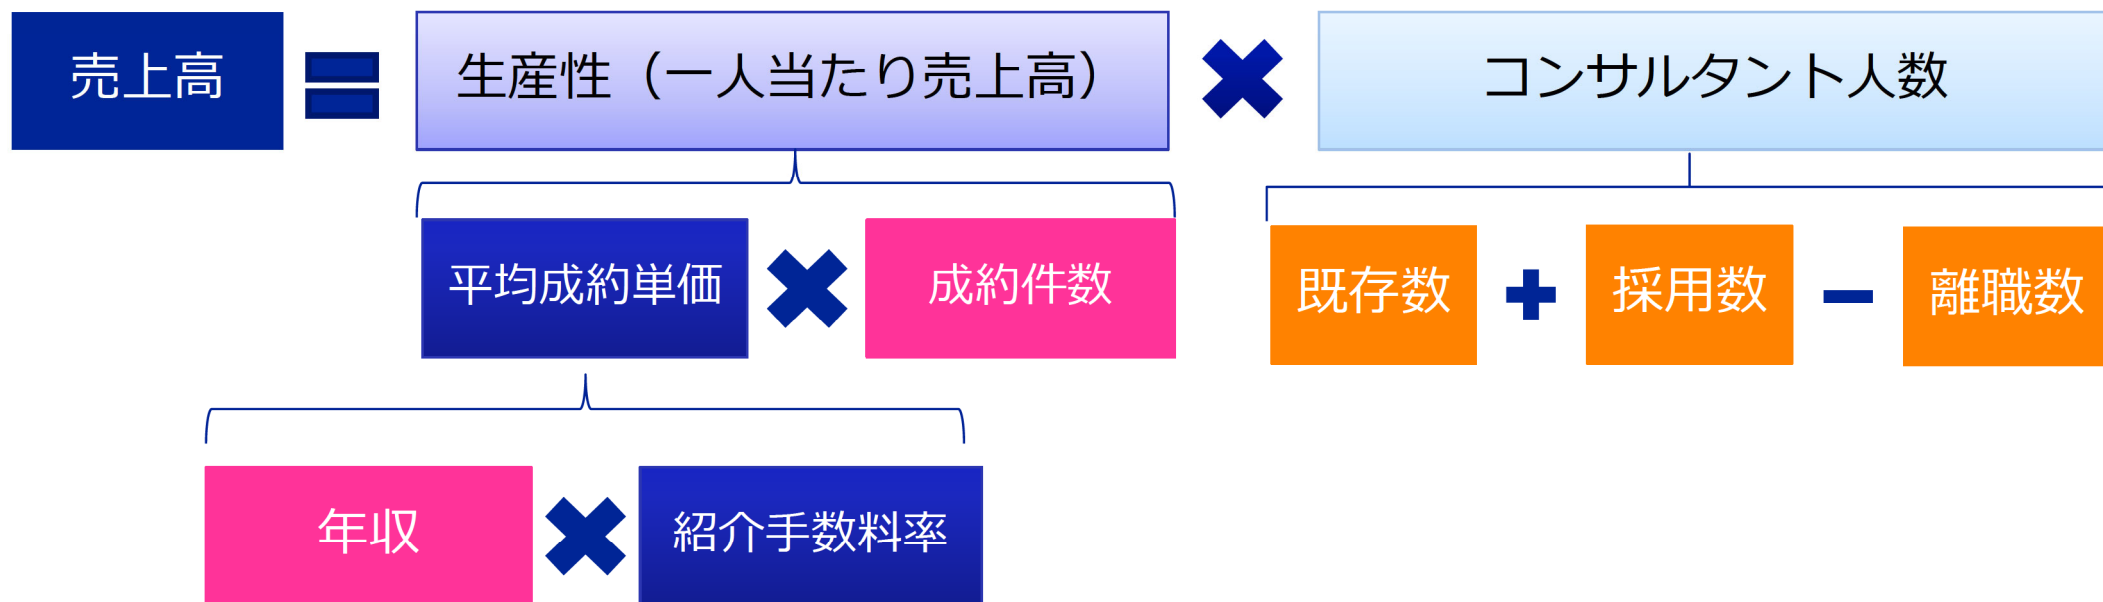 売上高
生産性（一人当たり売上高）
コンサルタント人数
平均成約単価
成約件数
既存数
採用数
離職数
年収
紹介手数料率